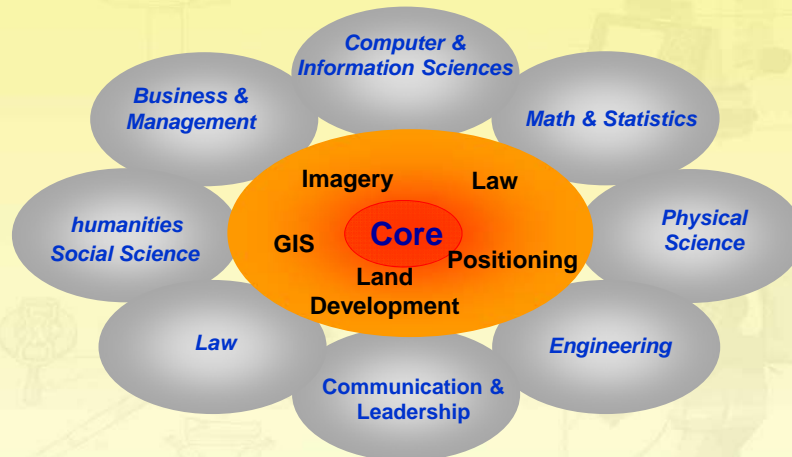 Computer &
Information Sciences
Business &
Management
Math & Statistics
Imagery
Law
humanities
Social Science
GIS
Core
Positioning
Land
Development
Physical
Science
Law
Engineering
Communication &
Leadership